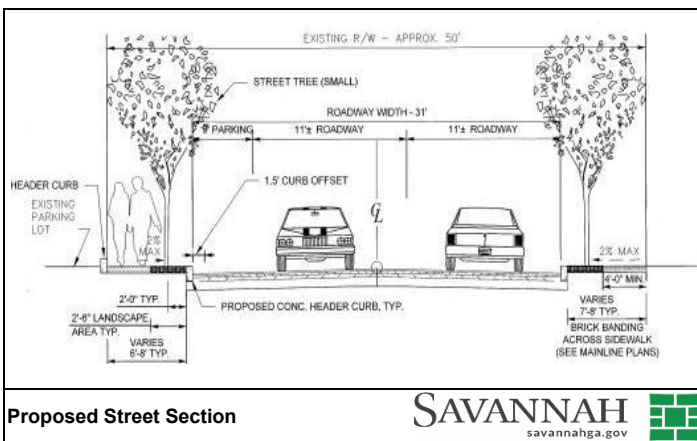 EXISTING R/W - APPROX. 50'
STREET TREE (SMALL)
ROADWAY WIDTH - 31'
9' PARKING
11'± ROADWAY
11'± ROADWAY
HEADER CURB
1.5' CURB OFFSET
EXISTING
PARKING
LOT
2%
MAX
CL
2% MAX
4'-0" MIN.
2'-0" TYP.
PROPOSED CONC. HEADER CURB, TYP.
2'-8" LANDSCAPE
AREA TYP.
VARIES
6'-8" TYP.
VARIES
7'-8" TYP.
BRICK BANDING
ACROSS SIDEWALK
(SEE MAINLINE PLANS)
Proposed Street Section
SAVANNAH
savannahga.gov